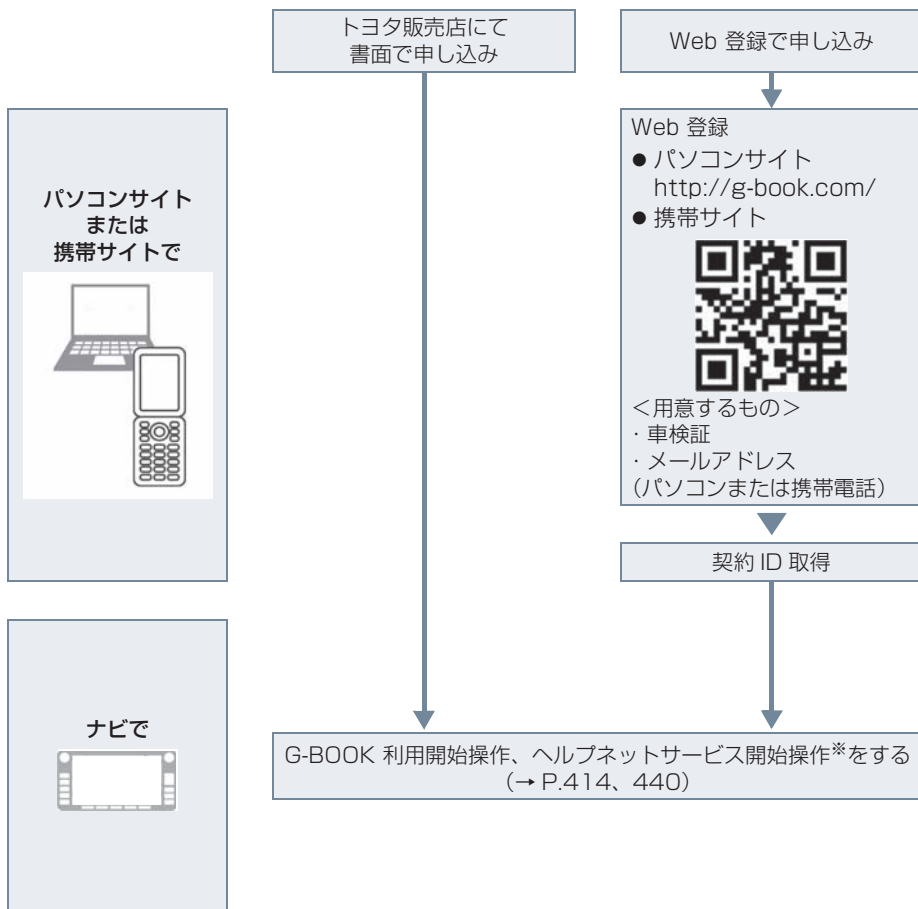 トヨタ販売店にて
書面で申し込み
Web 登録で申し込み
パソコンサイト
または
携帯サイトで
Web 登録
● パソコンサイト
http://g-book.com/
● 携帯サイト
＜用意するもの＞
・車検証
・メールアドレス
（パソコンまたは携帯電話）
契約 ID 取得
ナビで
G-BOOK 利用開始操作、ヘルプネットサービス開始操作※をする
（→ P.414、440）